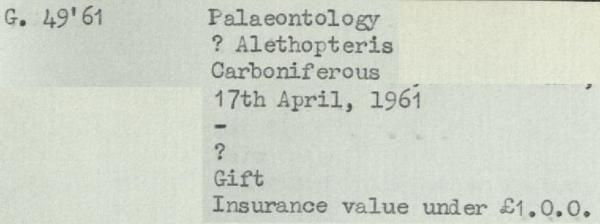 G. 49'61 Palaeontology
? Alethopteris
Carboniferous
17th April, 1961
-
?
Gift
Insurance value under £1.0.0.